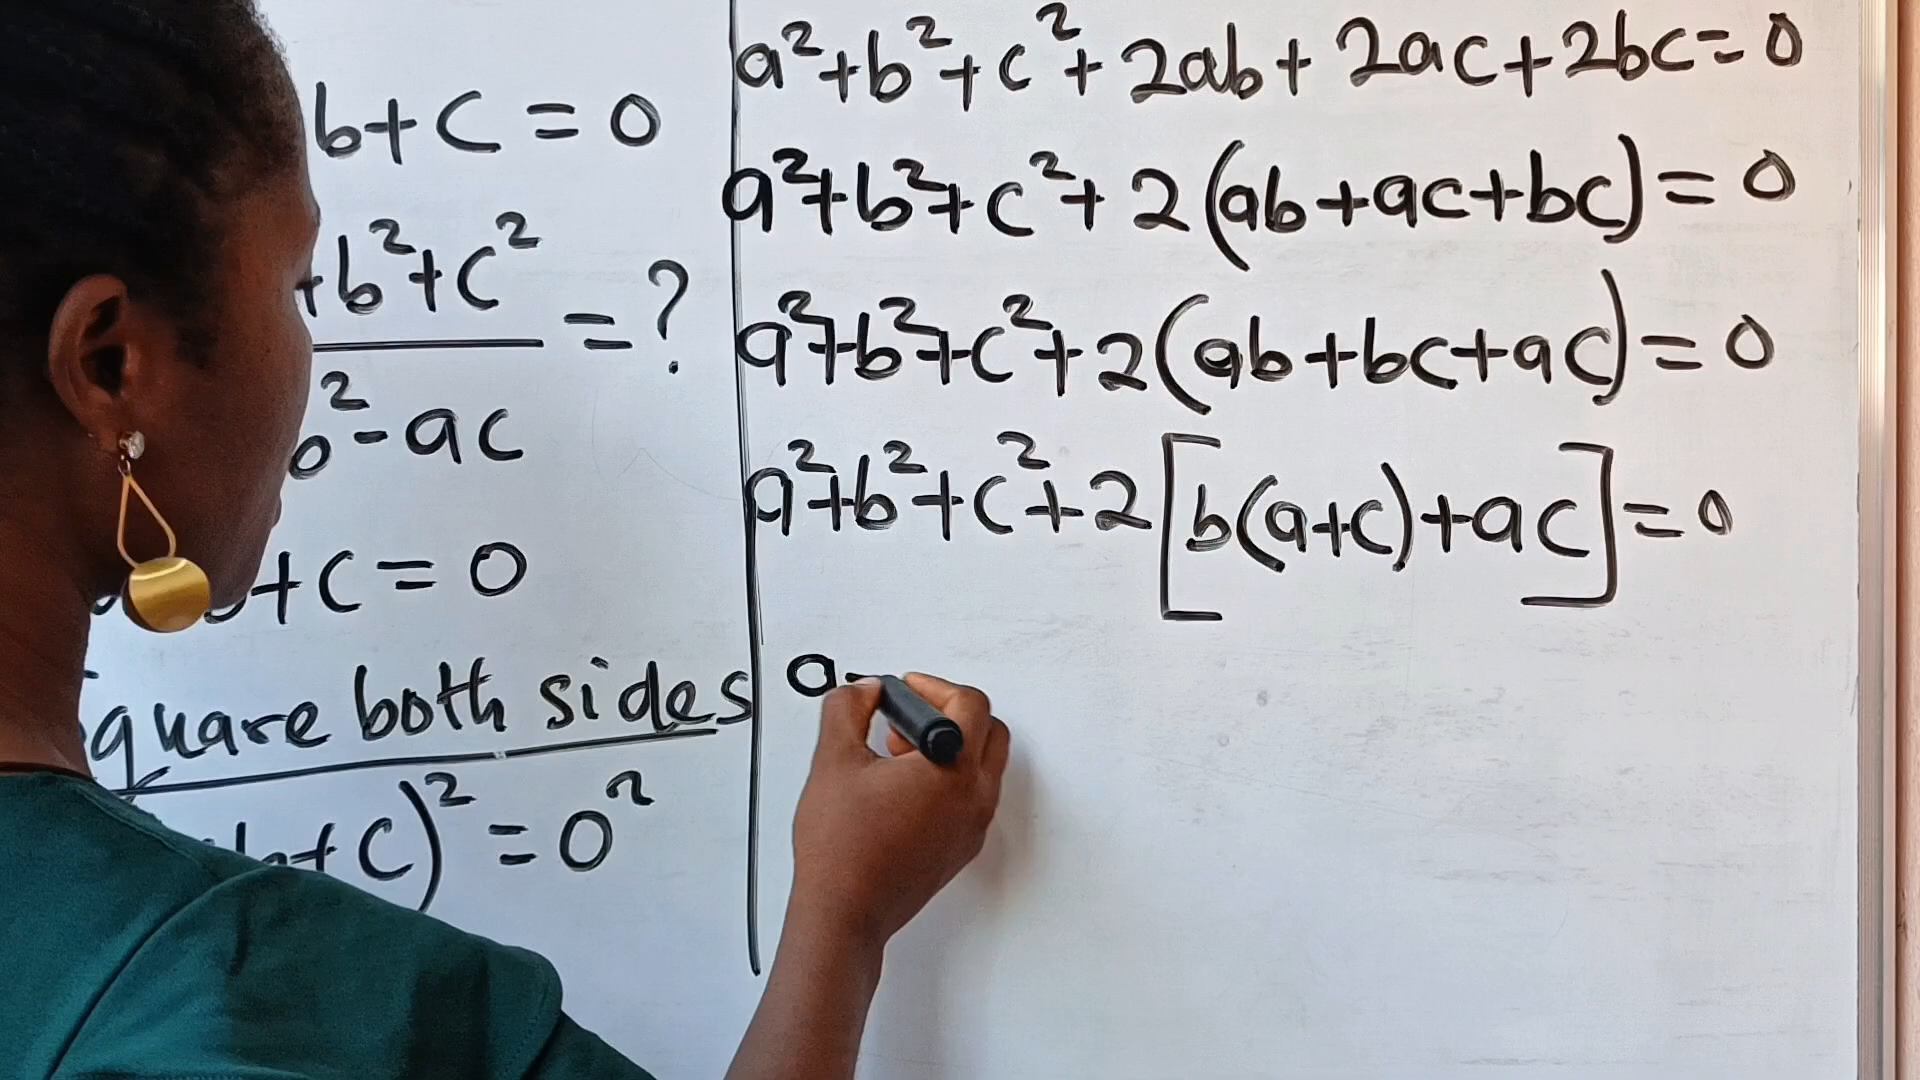 b+c=0
+b²+c²
=?
b²-ac
+c=0
quare both sides
b+c)²=0²
a²+b²+c²+2ab+2ac+2bc=0
a²+b²+c²+2(ab+ac+bc)=0
a²+b²+c²+2(ab+bc+ac)=0
a²+b²+c²+2[b(a+c)+ac]=0
a